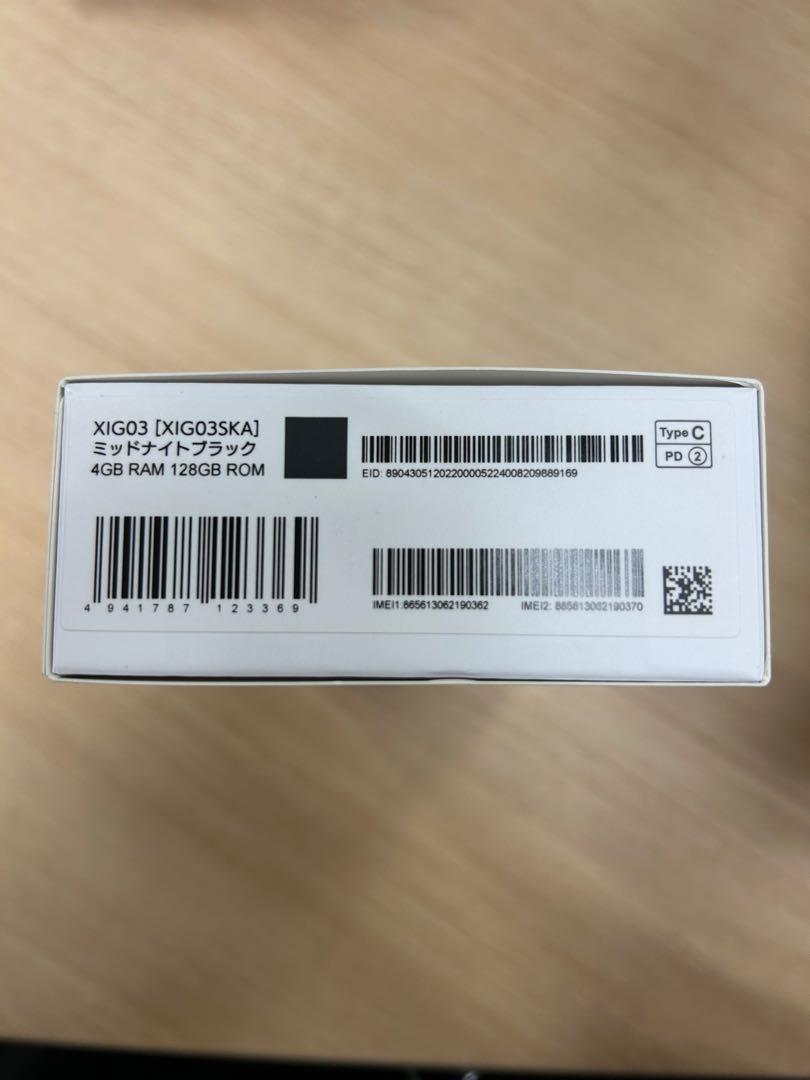 XIG03 [XIG03SKA]
ミッドナイトブラック
4GB RAM 128GB ROM
EID: 89043051202200005224008209889169
Type C
PD ②
4 941787 123369
IMEI1:865613062190362
IMEI2: 865613062190370